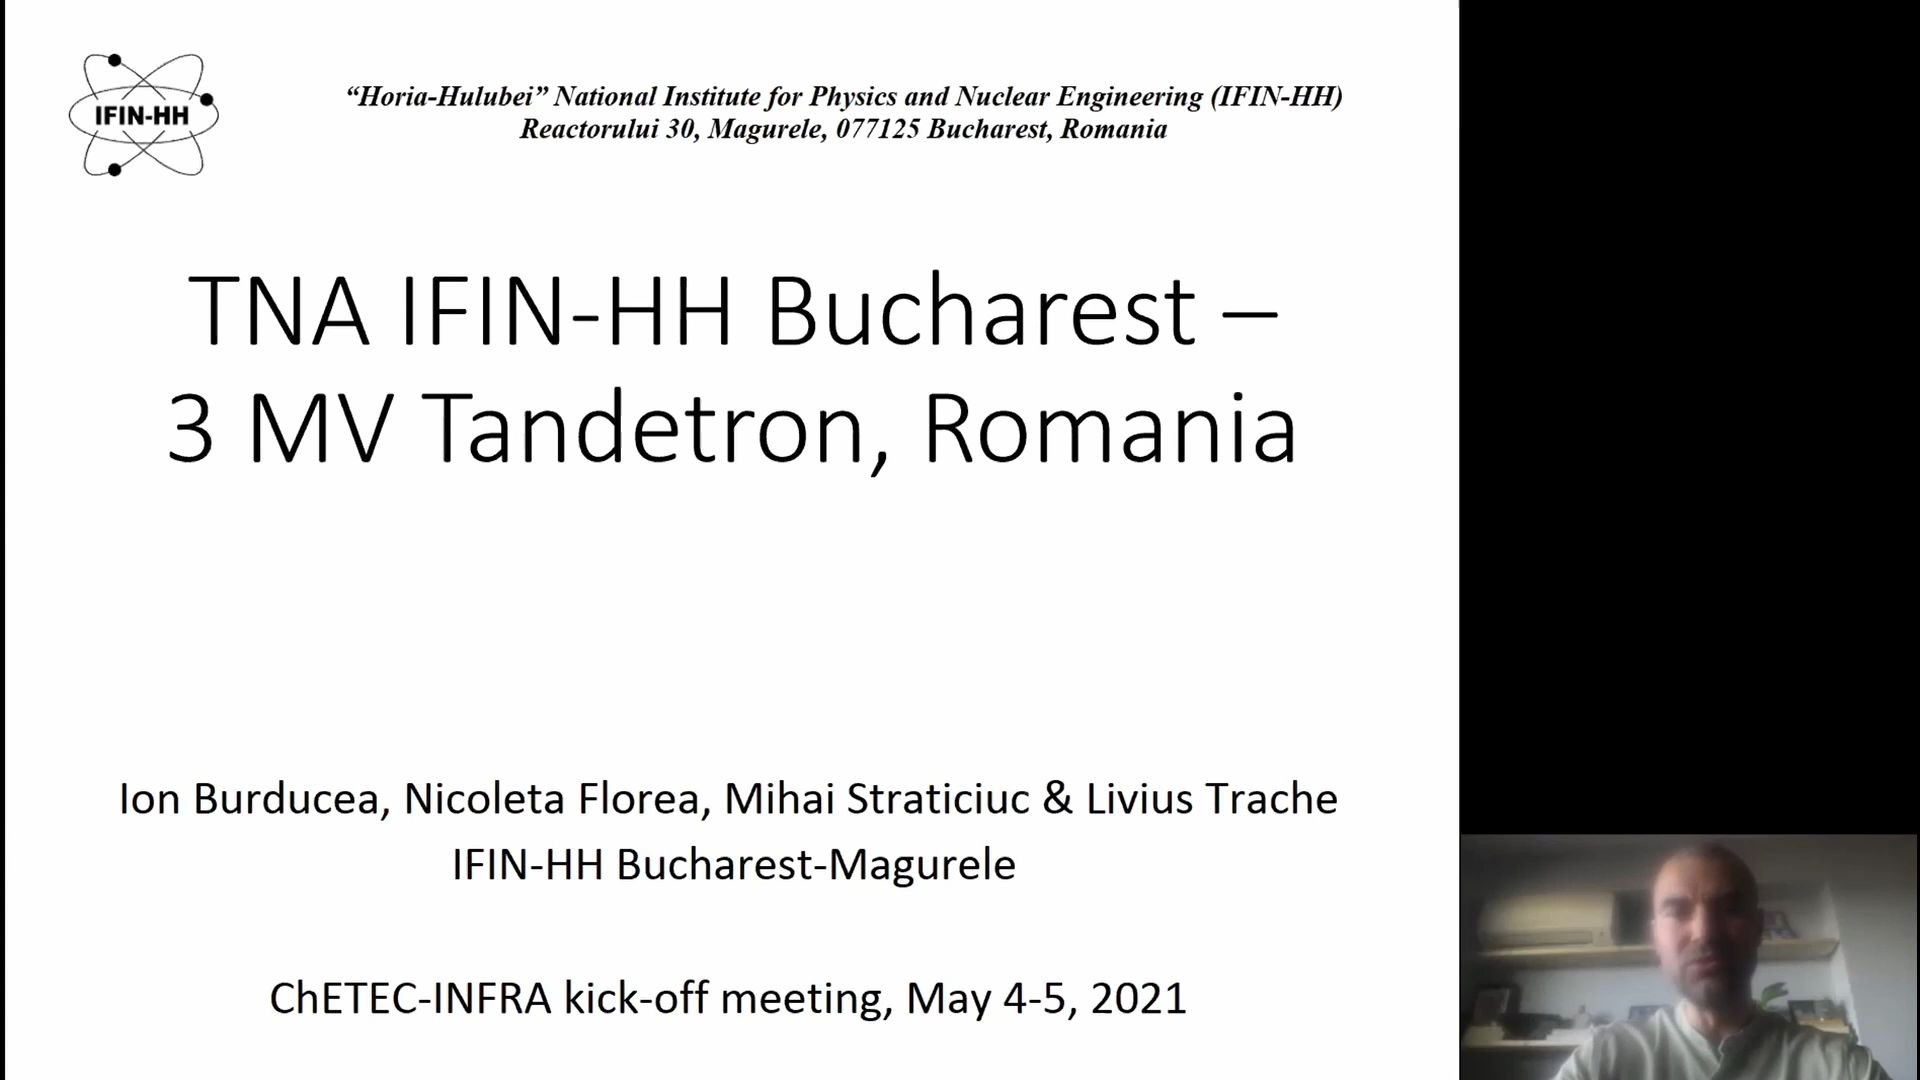 IFIN-HH
“Horia-Hulubei” National Institute for Physics and Nuclear Engineering (IFIN-HH)
Reactorului 30, Magurele, 077125 Bucharest, Romania
TNA IFIN-HH Bucharest –
3 MV Tandetron, Romania
Ion Burducea, Nicoleta Florea, Mihai Straticiuc & Livius Trache
IFIN-HH Bucharest-Magurele
ChETEC-INFRA kick-off meeting, May 4-5, 2021